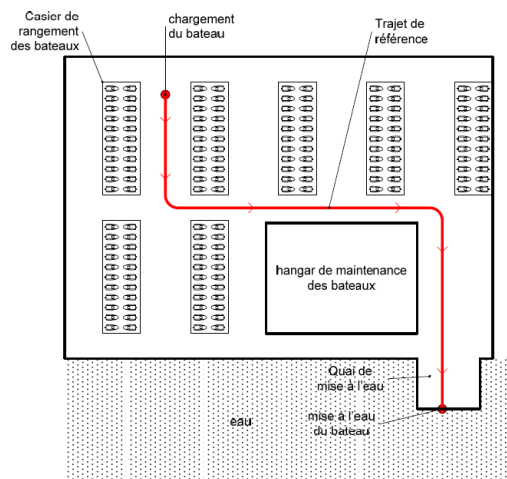 Casier de
rangement
des bateaux
chargement
du bateau
Trajet de
référence
hangar de maintenance
des bateaux
Quai de
mise à l'eau
mise à l'eau
du bateau
eau